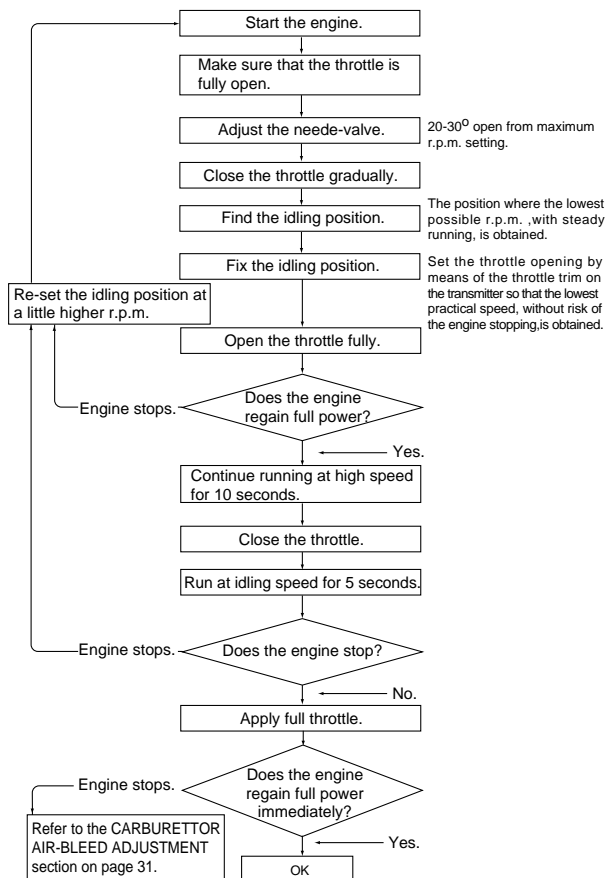 Start the engine.
Make sure that the throttle is
fully open.
Adjust the neede-valve.
20-30° open from maximum
r.p.m. setting.
Close the throttle gradually.
Find the idling position.
The position where the lowest
possible r.p.m. ,with steady
running, is obtained.
Fix the idling position.
Set the throttle opening by
means of the throttle trim on
the transmitter so that the lowest
practical speed, without risk of
the engine stopping,is obtained.
Re-set the idling position at
a little higher r.p.m.
Open the throttle fully.
Does the engine
regain full power?
Engine stops.
Yes.
Continue running at high speed
for 10 seconds.
Close the throttle.
Run at idling speed for 5 seconds.
Does the engine stop?
Engine stops.
No.
Apply full throttle.
Does the engine
regain full power
immediately?
Engine stops.
Yes.
Refer to the CARBURETTOR
AIR-BLEED ADJUSTMENT
section on page 31.
OK